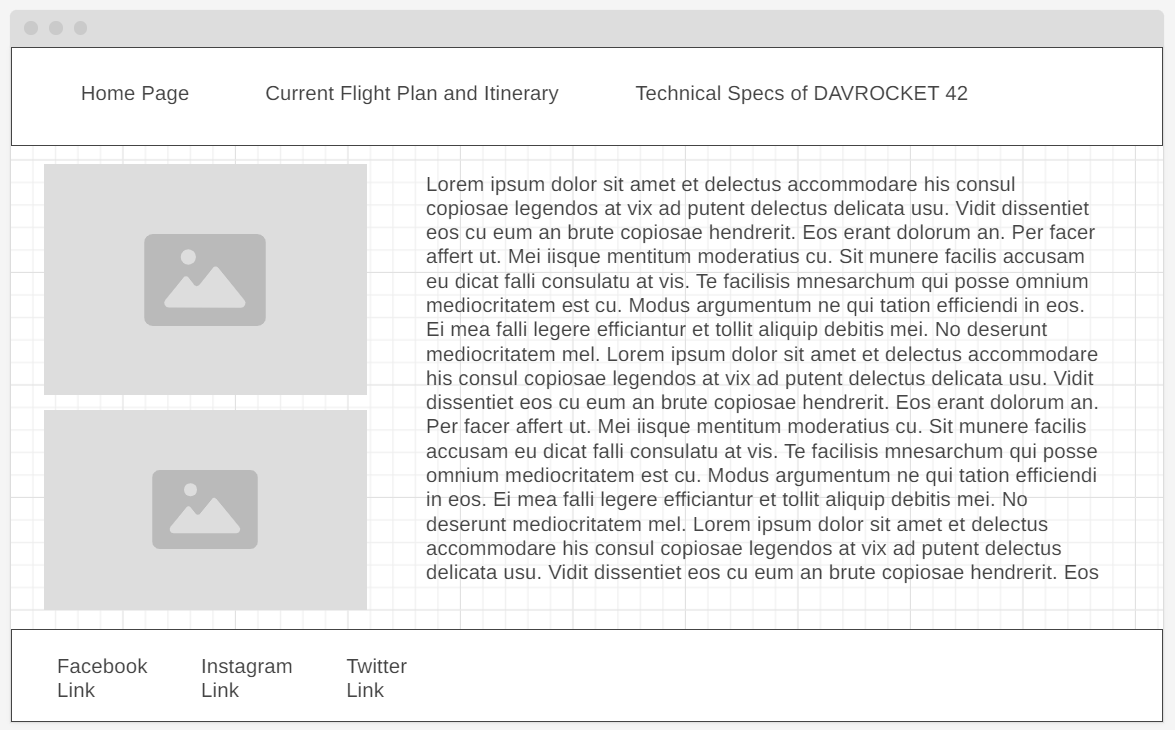 Home Page
Current Flight Plan and Itinerary
Technical Specs of DAVROCKET 42
Lorem ipsum dolor sit amet et delectus accommodare his consul
copiosae legendos at vix ad putent delectus delicata usu. Vidit dissentiet
eos cu eum an brute copiosae hendrerit. Eos erant dolorum an. Per facer
affert ut. Mei iisque mentitum moderatius cu. Sit munere facilis accusam
eu dicat falli consulatu at vis. Te facilisis mnesarchum qui posse omnium
mediocritatem est cu. Modus argumentum ne qui tation efficiendi in eos.
Ei mea falli legere efficiantur et tollit aliquip debitis mei. No deserunt
mediocritatem mel. Lorem ipsum dolor sit amet et delectus accommodare
his consul copiosae legendos at vix ad putent delectus delicata usu. Vidit
dissentiet eos cu eum an brute copiosae hendrerit. Eos erant dolorum an.
Per facer affert ut. Mei iisque mentitum moderatius cu. Sit munere facilis
accusam eu dicat falli consulatu at vis. Te facilisis mnesarchum qui posse
omnium mediocritatem est cu. Modus argumentum ne qui tation efficiendi
in eos. Ei mea falli legere efficiantur et tollit aliquip debitis mei. No
deserunt mediocritatem mel. Lorem ipsum dolor sit amet et delectus
accommodare his consul copiosae legendos at vix ad putent delectus
delicata usu. Vidit dissentiet eos cu eum an brute copiosae hendrerit. Eos
Facebook
Link
Instagram
Link
Twitter
Link